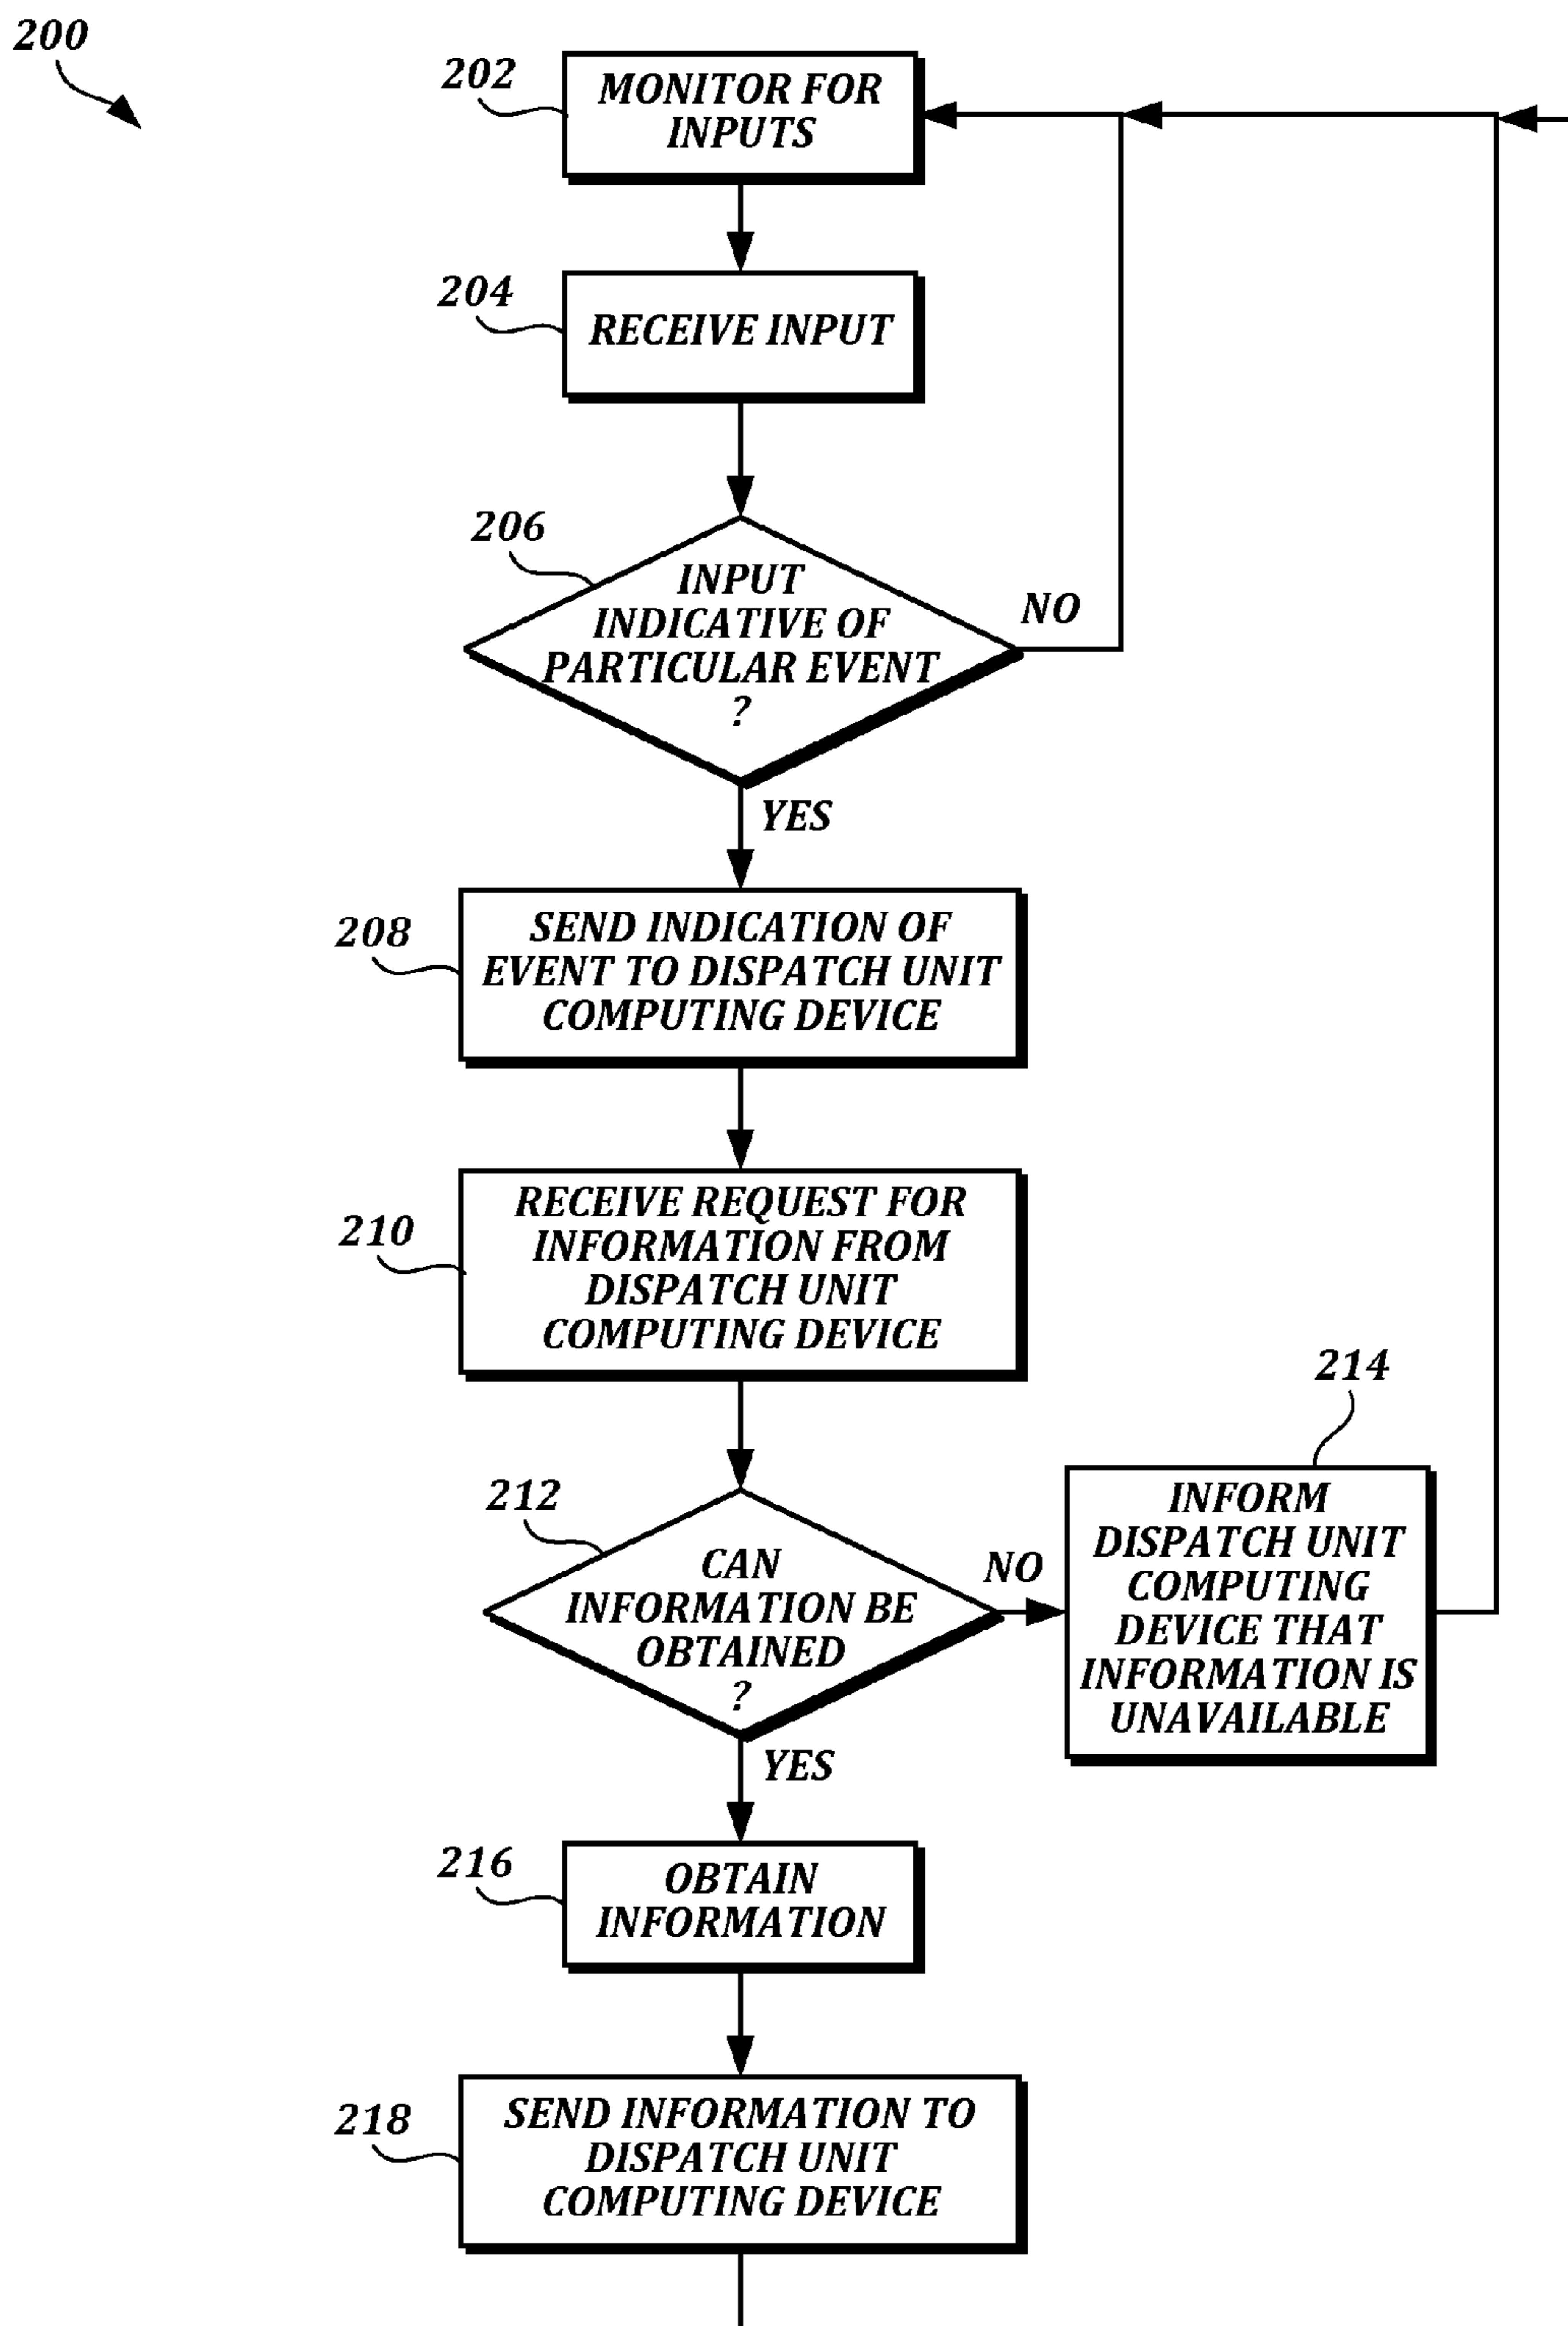 200
202
MONITOR FOR
INPUTS
204
RECEIVE INPUT
206
INPUT
INDICATIVE OF
PARTICULAR EVENT
?
NO
YES
208
SEND INDICATION OF
EVENT TO DISPATCH UNIT
COMPUTING DEVICE
210
RECEIVE REQUEST FOR
INFORMATION FROM
DISPATCH UNIT
COMPUTING DEVICE
212
CAN
INFORMATION BE
OBTAINED
?
NO
214
INFORM
DISPATCH UNIT
COMPUTING
DEVICE THAT
INFORMATION IS
UNAVAILABLE
YES
216
OBTAIN
INFORMATION
218
SEND INFORMATION TO
DISPATCH UNIT
COMPUTING DEVICE